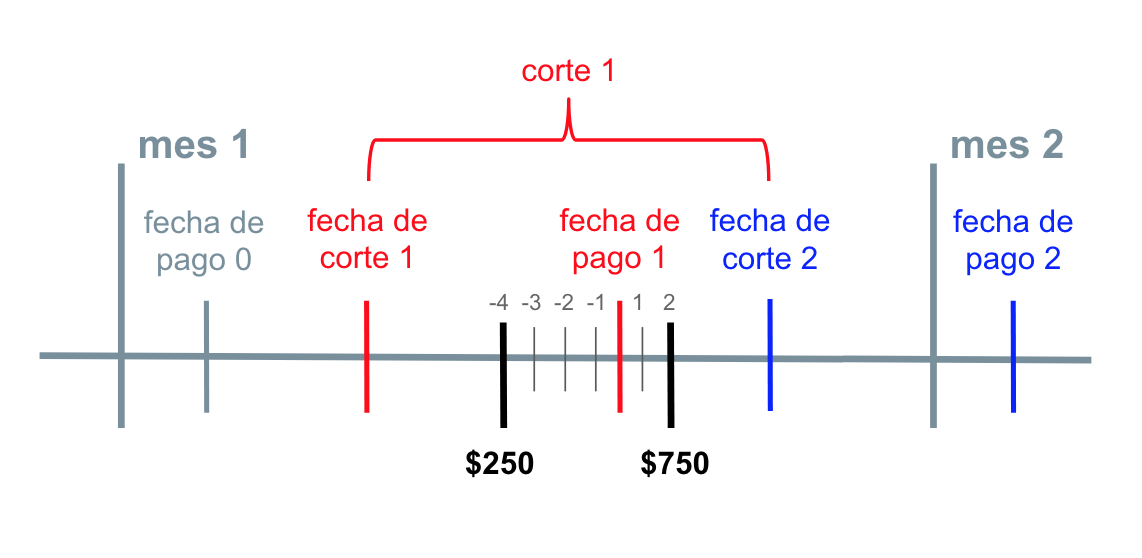 corte 1
mes 1
mes 2
fecha de
pago 0
fecha de
corte 1
fecha de
pago 1
fecha de
corte 2
fecha de
pago 2
-4 -3 -2 -1 1 2
$250
$750